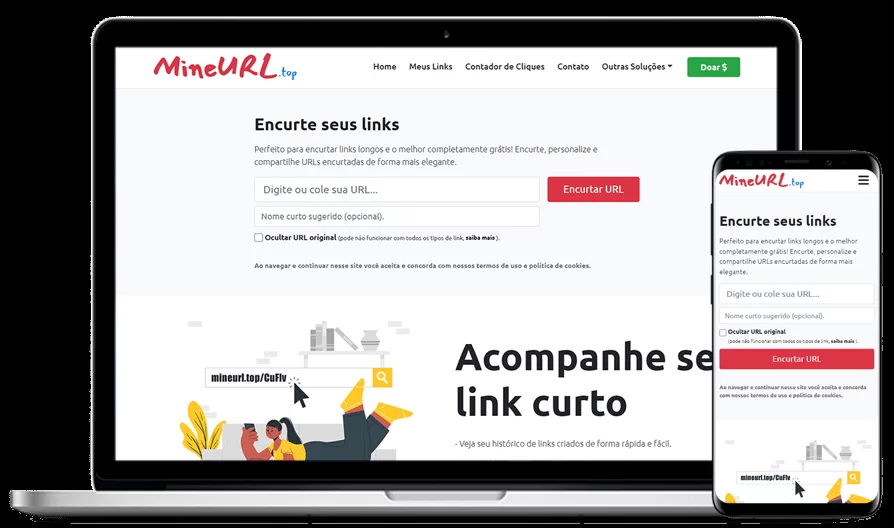 MineURL.top
Home Meus Links Contador de Cliques Contato Outras Soluções Doar $
Encurte seus links
Perfeito para encurtar links longos e o melhor completamente grátis! Encurte, personalize e
compartilhe URLs encurtadas de forma mais elegante.
Digite ou cole sua URL... Encurtar URL
Nome curto sugerido (opcional).
Ocultar URL original (pode não funcionar com todos os tipos de link, saiba mais ).
Ao navegar e continuar nesse site você aceita e concorda com nossos termos de uso e política de cookies.
mineurl.top/CuFlv
Acompanhe se
link curto
- Veja seu histórico de links criados de forma rápida e fácil.
MineURL.top
Encurte seus links
Perfeito para encurtar links longos e o melhor
completamente grátis! Encurte, personalize e
compartilhe URLs encurtadas de forma mais
elegante.
Digite ou cole sua URL...
Nome curto sugerido (opcional).
Ocultar URL original
(pode não funcionar com todos os tipos de link, saiba mais ).
Encurtar URL
Ao navegar e continuar nesse site você aceita e concorda
com nossos termos de uso e política de cookies.
mineurl.top/CuFlv